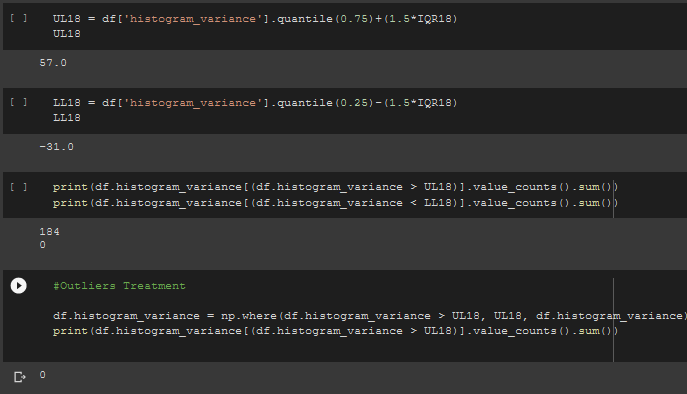 [ ] UL18 = df['histogram_variance'].quantile(0.75)+(1.5*IQR18)
UL18
57.0
[ ] LL18 = df['histogram_variance'].quantile(0.25)-(1.5*IQR18)
LL18
-31.0
[ ] print(df.histogram_variance[(df.histogram_variance > UL18)].value_counts().sum())
print(df.histogram_variance[(df.histogram_variance < LL18)].value_counts().sum())
184
0
#Outliers Treatment
df.histogram_variance = np.where(df.histogram_variance > UL18, UL18, df.histogram_variance)
print(df.histogram_variance[(df.histogram_variance > UL18)].value_counts().sum())
0